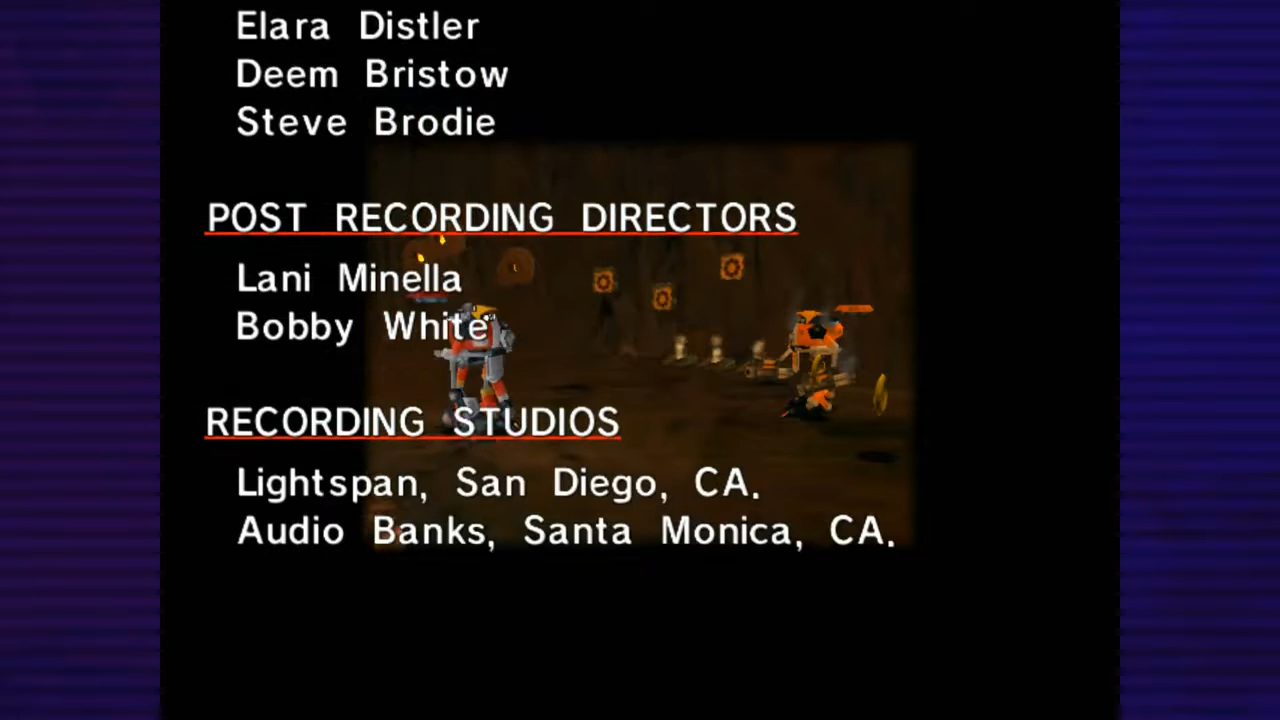 Elara Distler
Deem Bristow
Steve Brodie
POST RECORDING DIRECTORS
Lani Minella
Bobby White
RECORDING STUDIOS
Lightspan, San Diego, CA.
Audio Banks, Santa Monica, CA.